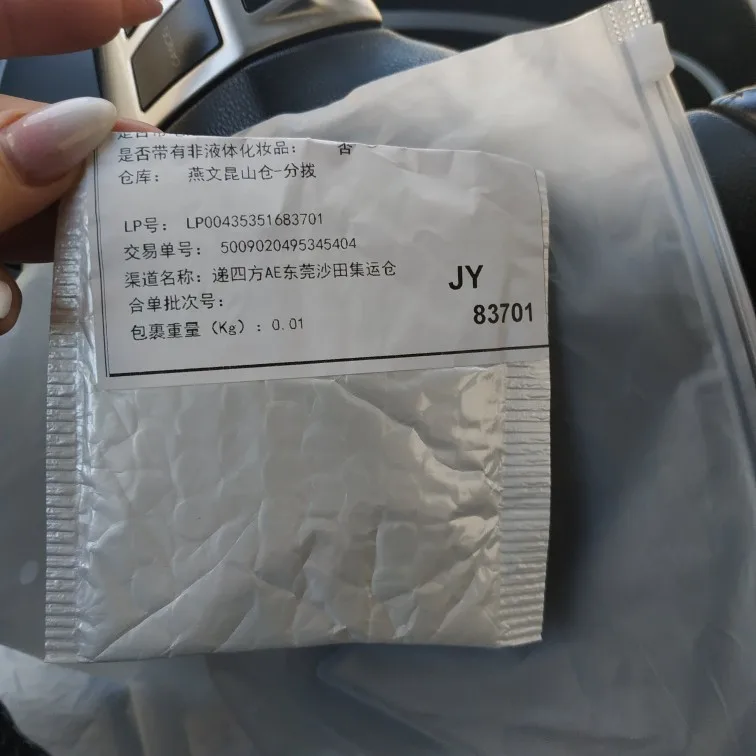 是否带有非液体化妆品： 否
仓库： 燕文昆山仓-分拨
LP号： LP00435351683701
交易单号： 5009020495345404
渠道名称：递四方AE东莞沙田集运仓
合单批次号：
包裹重量（Kg）：0.01
JY
83701